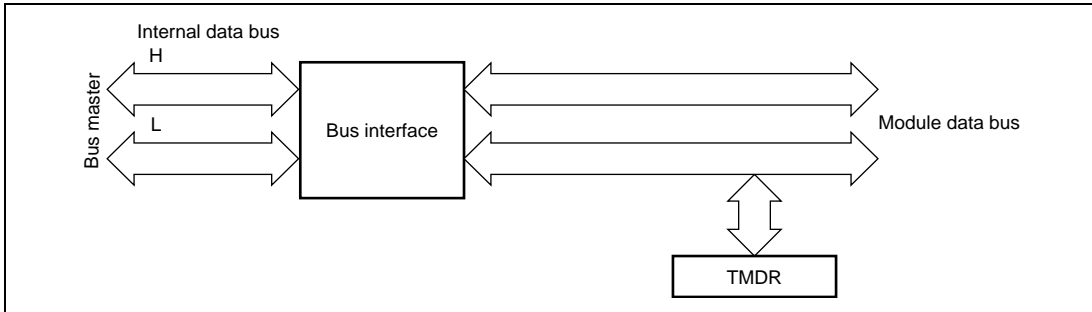 Internal data bus
H
Bus master
L
Bus interface
Module data bus
TMDR